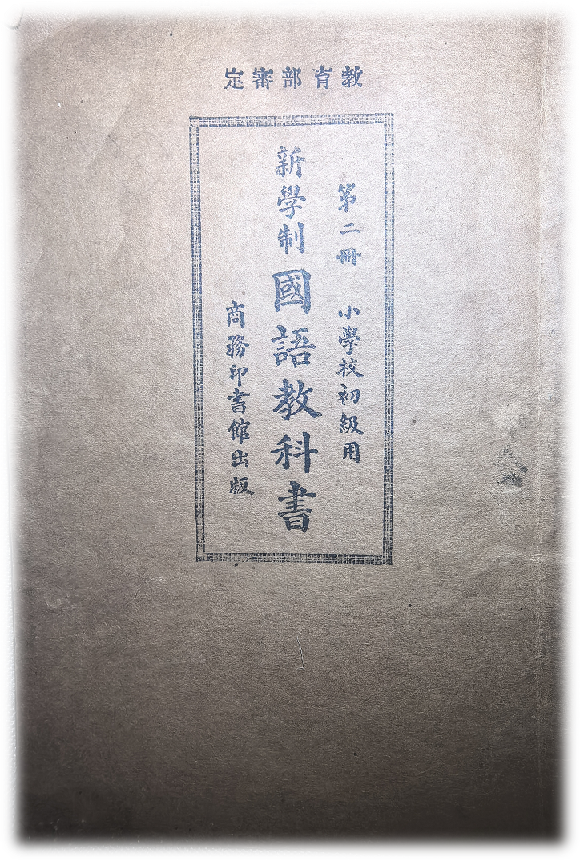 教育部審定
第二冊 小學校初級用
新學制國語教科書
商務印書館出版